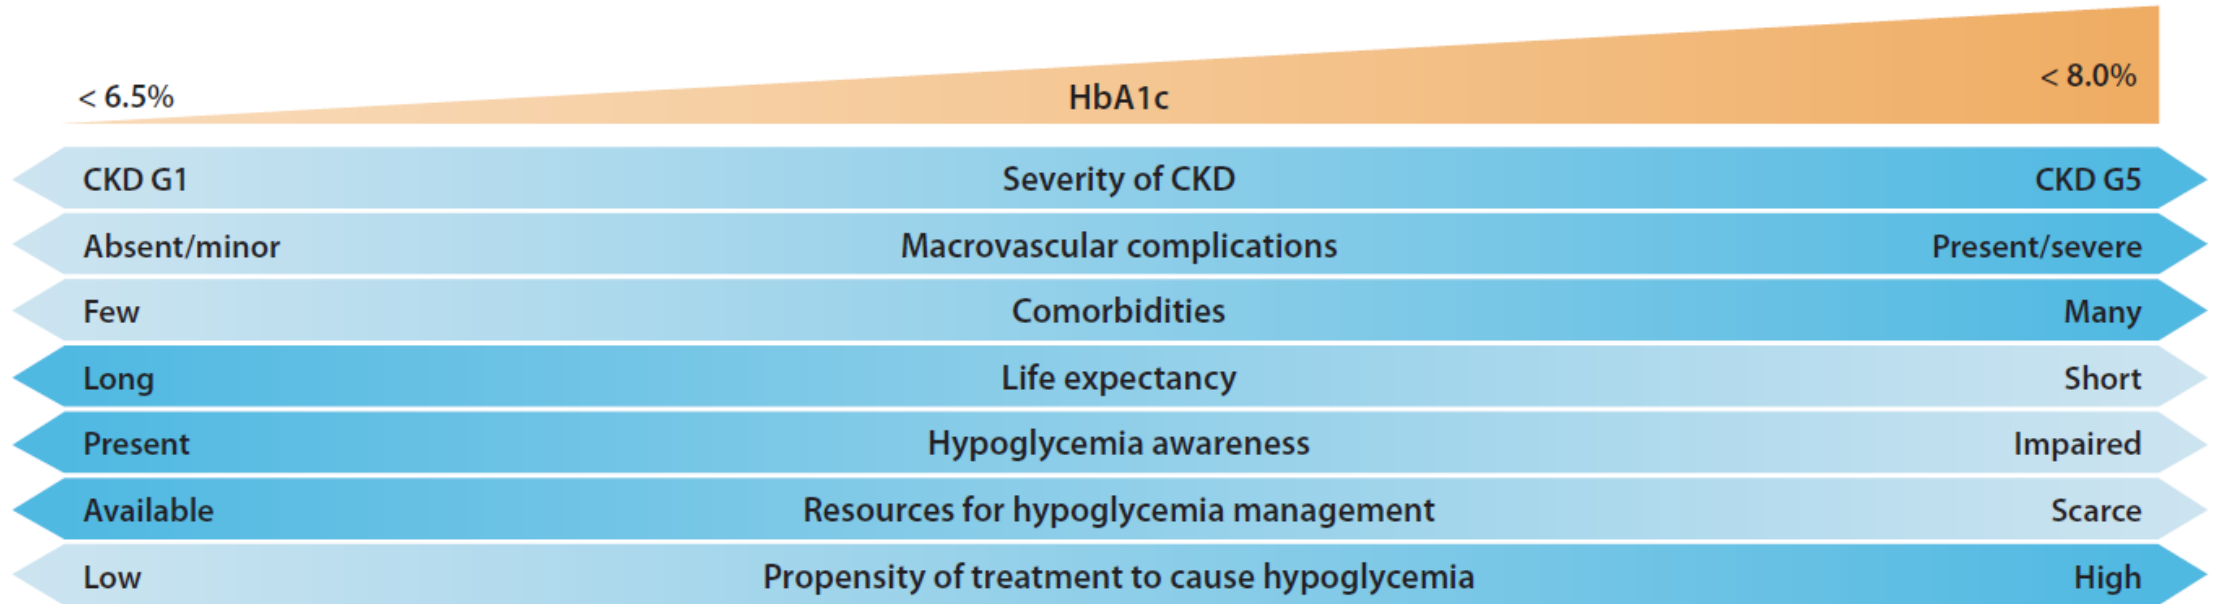 < 6.5% HbA1c < 8.0%
CKD G1 Severity of CKD CKD G5
Absent/minor Macrovascular complications Present/severe
Few Comorbidities Many
Long Life expectancy Short
Present Hypoglycemia awareness Impaired
Available Resources for hypoglycemia management Scarce
Low Propensity of treatment to cause hypoglycemia High